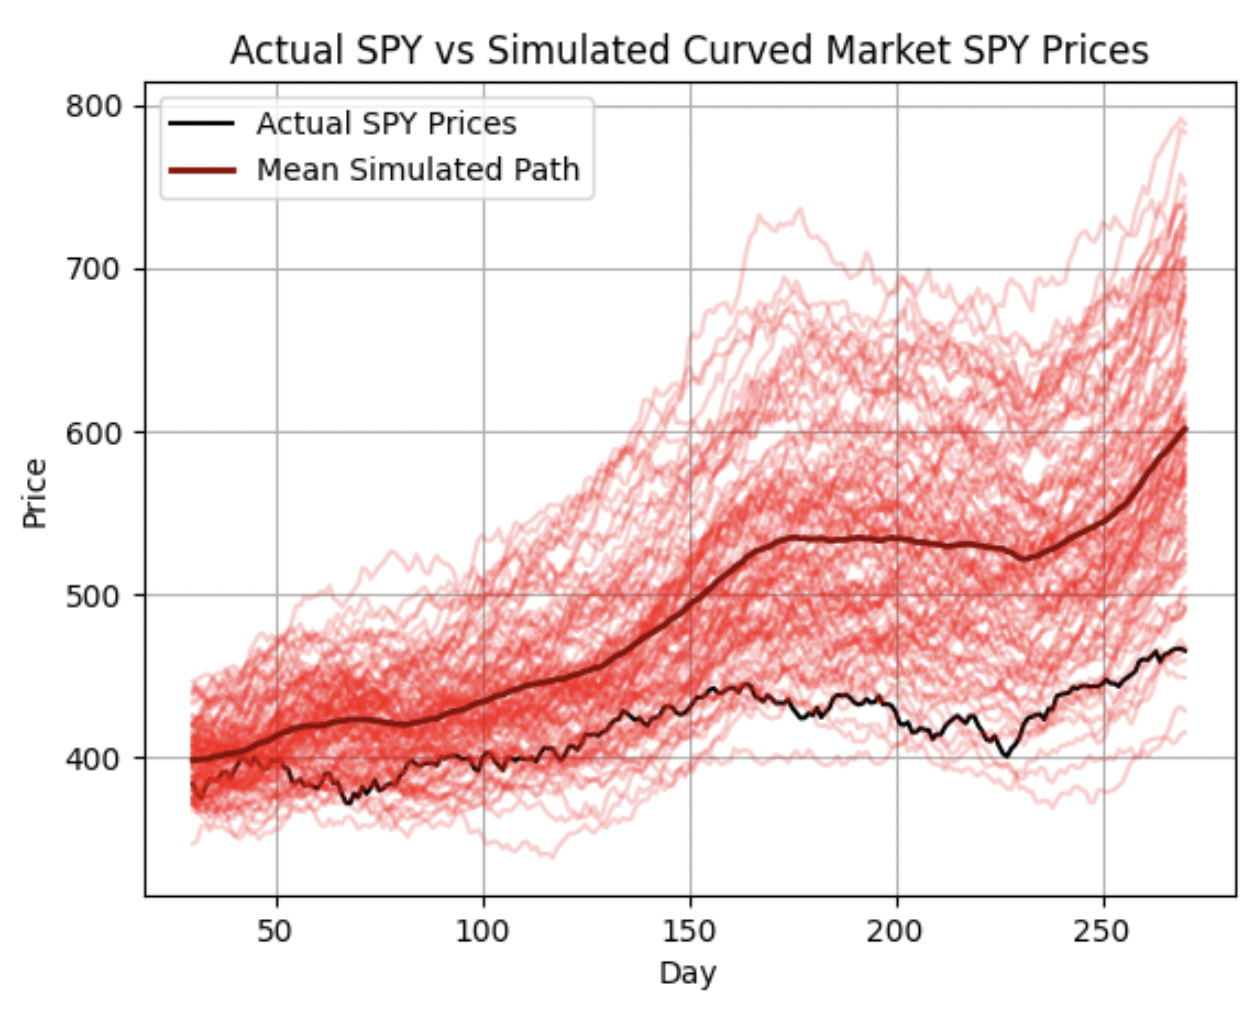 Actual SPY vs Simulated Curved Market SPY Prices
Actual SPY Prices
Mean Simulated Path
800
700
600
500
400
Price
50 100 150 200 250
Day